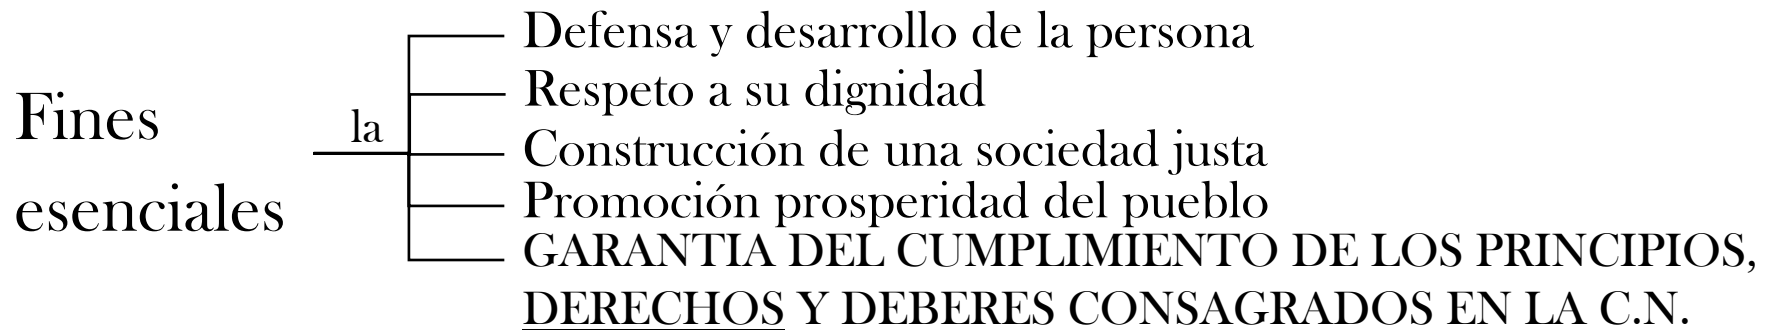 Fines
esenciales
la
Defensa y desarrollo de la persona
Respeto a su dignidad
Construcción de una sociedad justa
Promoción prosperidad del pueblo
GARANTIA DEL CUMPLIMIENTO DE LOS PRINCIPIOS,
DERECHOS Y DEBERES CONSAGRADOS EN LA C.N.